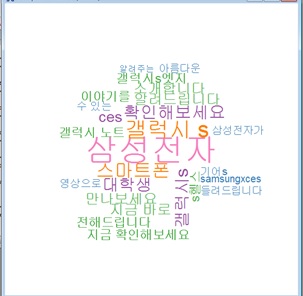 알려주는 아름다운
갤럭시s엣지
소개합니다
이야기를 알려드립니다
수 있는
ces 확인해보세요
갤럭시 노트 갤럭시 s 삼성전자가
삼성전자
스마트폰 기어s
영상으로 대학생 갤럭시s samsungxces
만나보세요 들려드립니다
지금 바로
전해드립니다
지금 확인해보세요